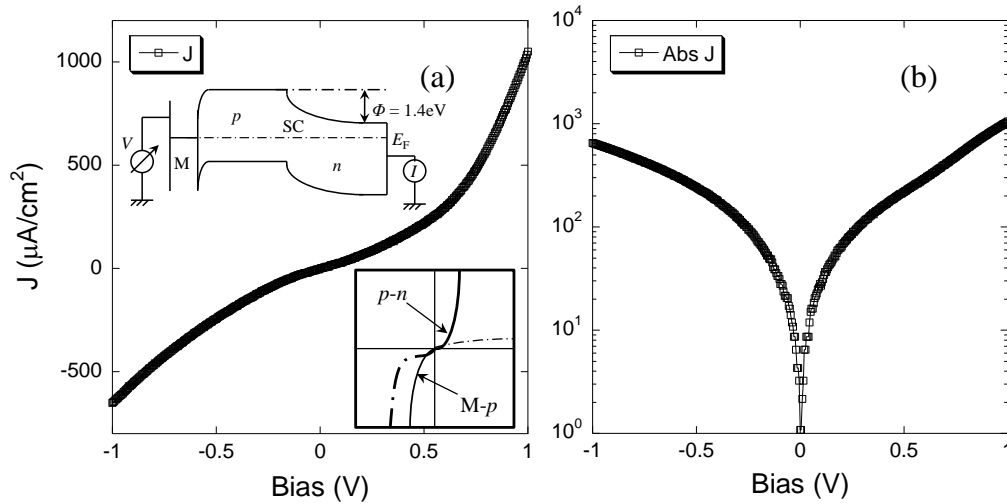 J
(a)
Φ = 1.4eV
p
SC
V
E_F
M
n
I
p-n
M-p
1000
500
0
-500
-1
-0.5
0
0.5
1
J (μA/cm²)
Bias (V)
Abs J
(b)
10⁴
10³
10²
10¹
10⁰
-1
-0.5
0
0.5
1
Bias (V)